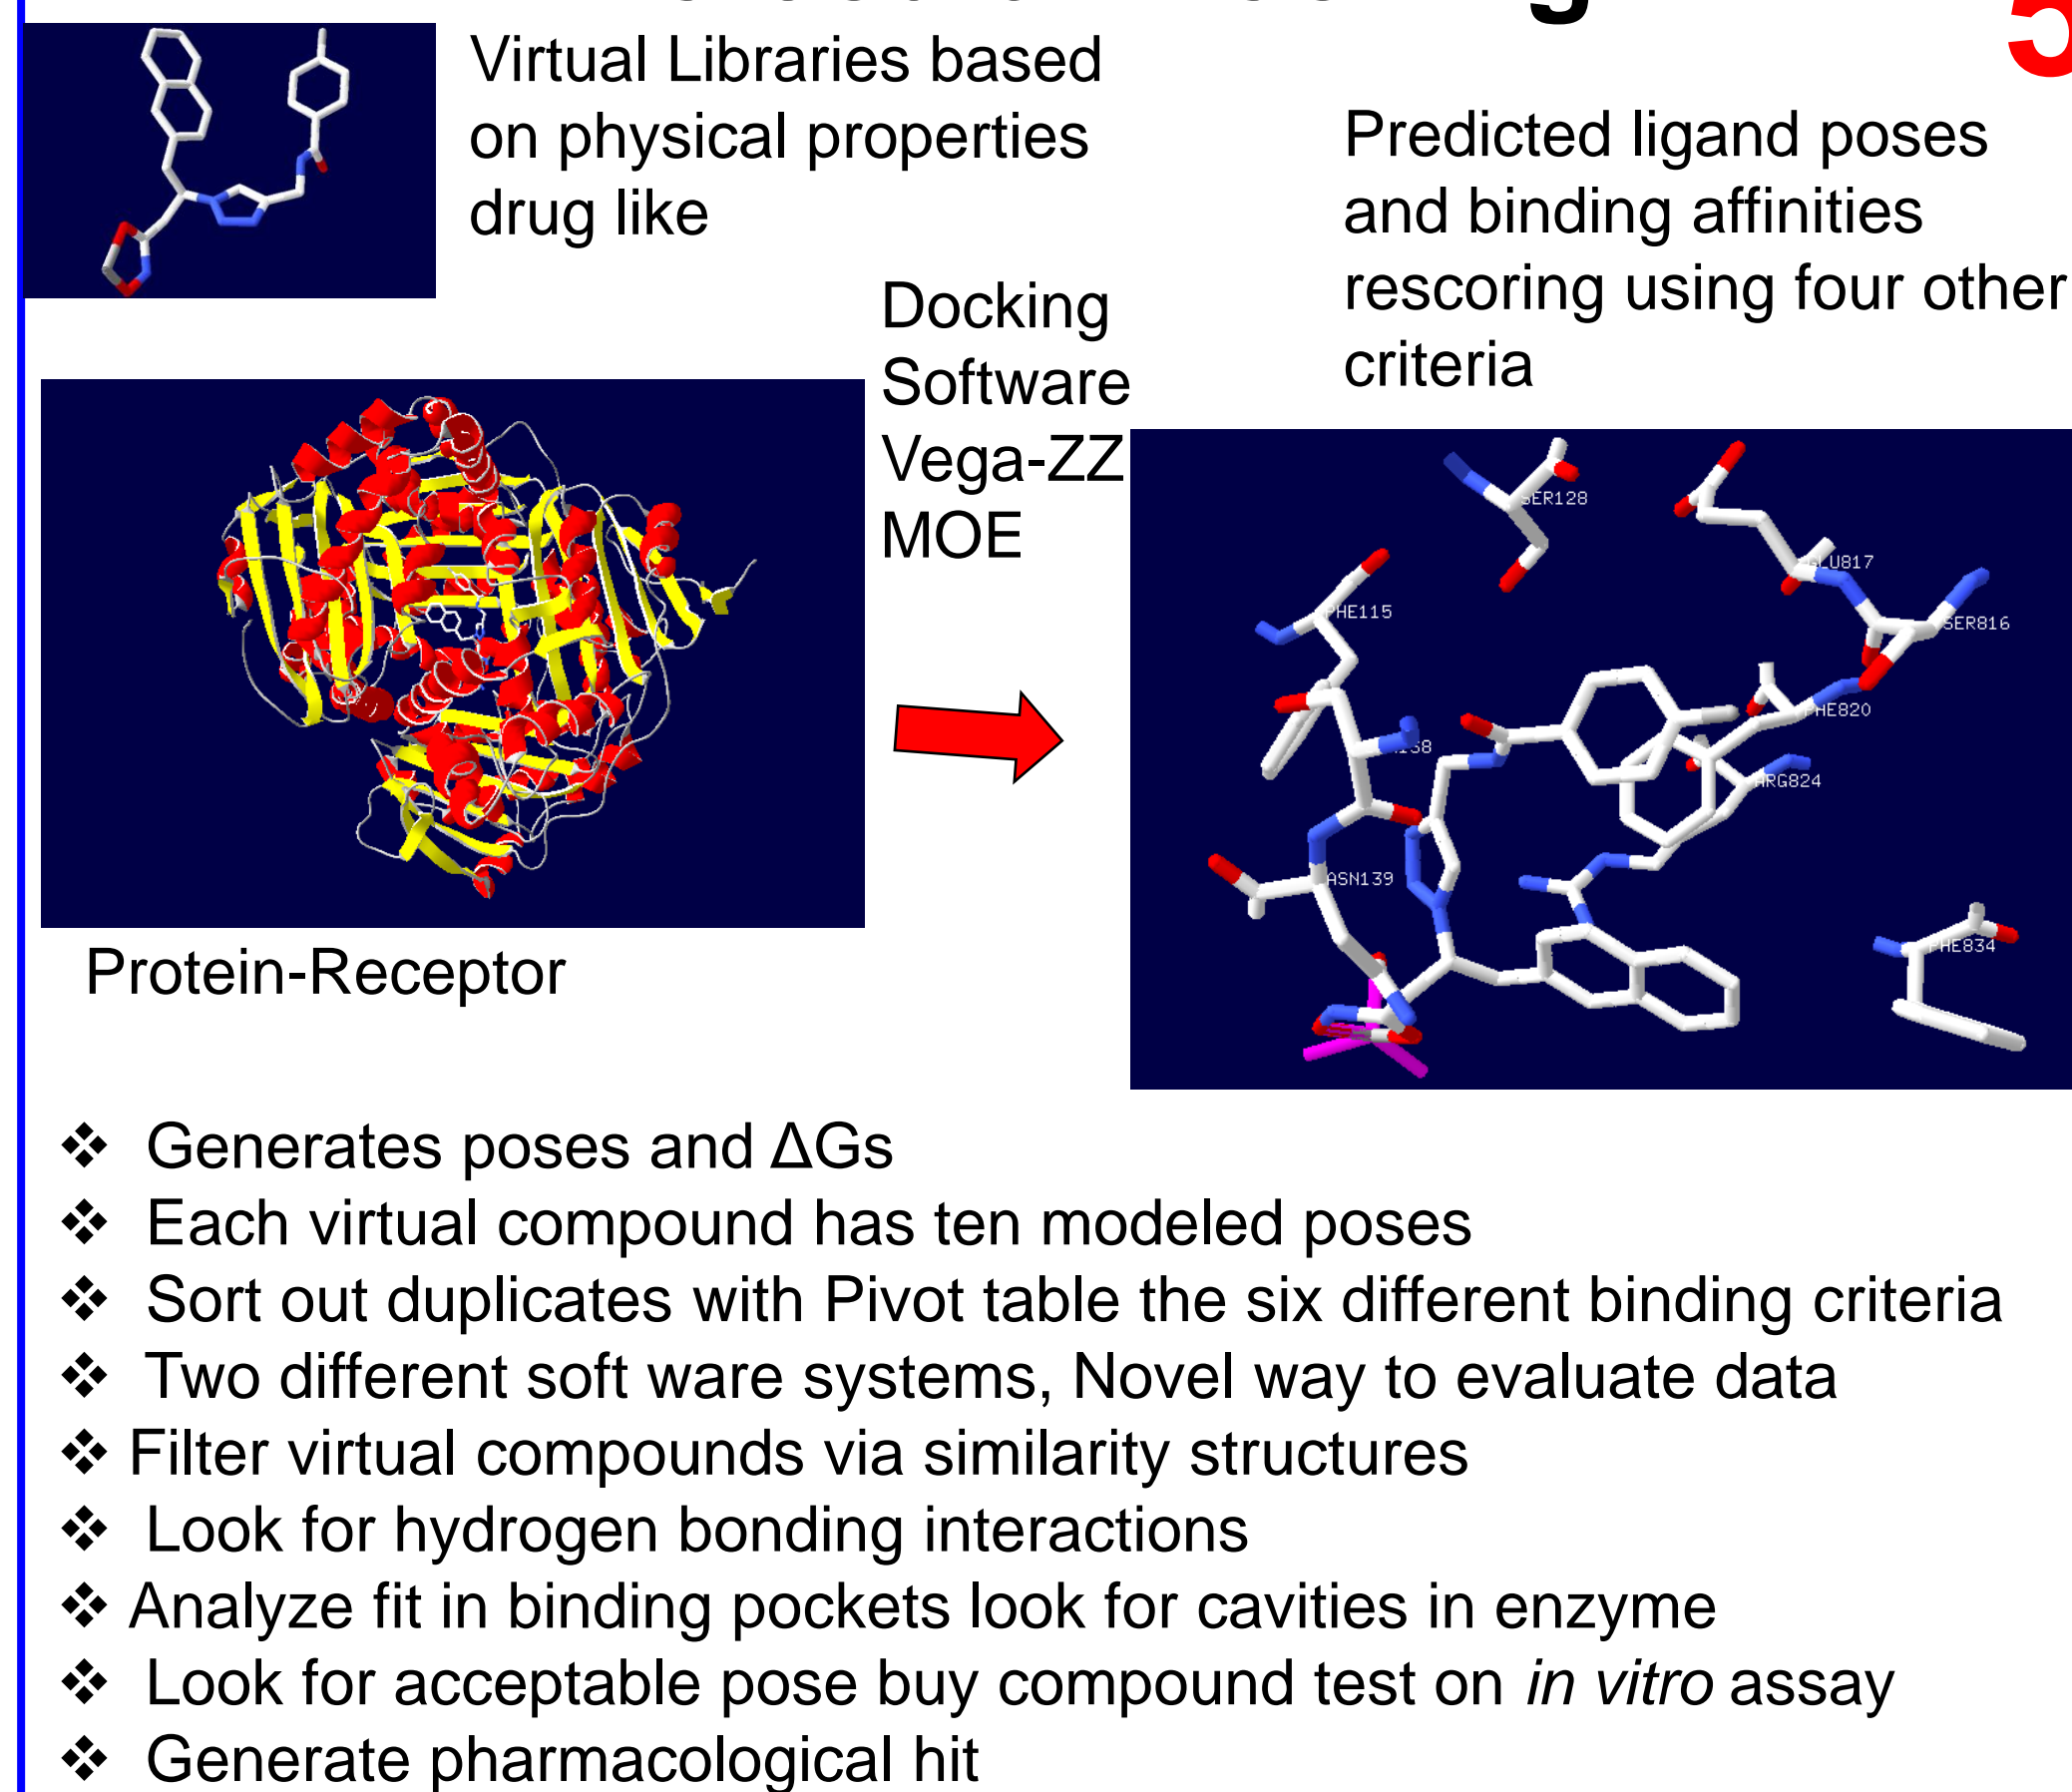 5
Virtual Libraries based
on physical properties
drug like
Predicted ligand poses
and binding affinities
rescoring using four other
criteria
Docking
Software
Vega-ZZ
MOE
SER128
GLU817
PHE115
SER816
PHE820
HIS8
ARG824
ASN139
PHE834
Protein-Receptor
❖ Generates poses and ΔGs
❖ Each virtual compound has ten modeled poses
❖ Sort out duplicates with Pivot table the six different binding criteria
❖ Two different soft ware systems, Novel way to evaluate data
❖ Filter virtual compounds via similarity structures
❖ Look for hydrogen bonding interactions
❖ Analyze fit in binding pockets look for cavities in enzyme
❖ Look for acceptable pose buy compound test on in vitro assay
❖ Generate pharmacological hit